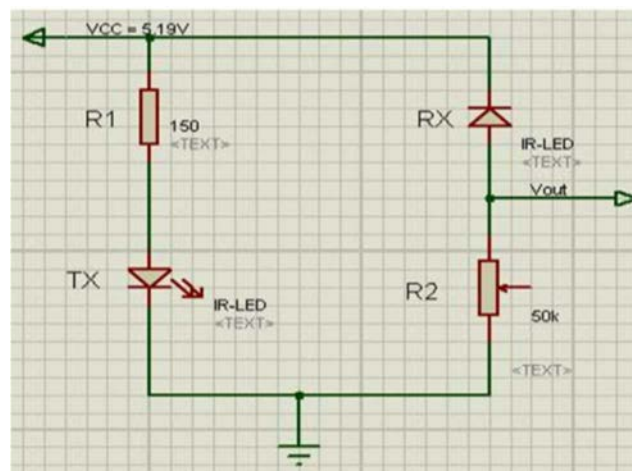 VCC = 5.19V
R1
150
<TEXT>
RX
IR-LED
<TEXT>
Vout
TX
IR-LED
<TEXT>
R2
50k
<TEXT>